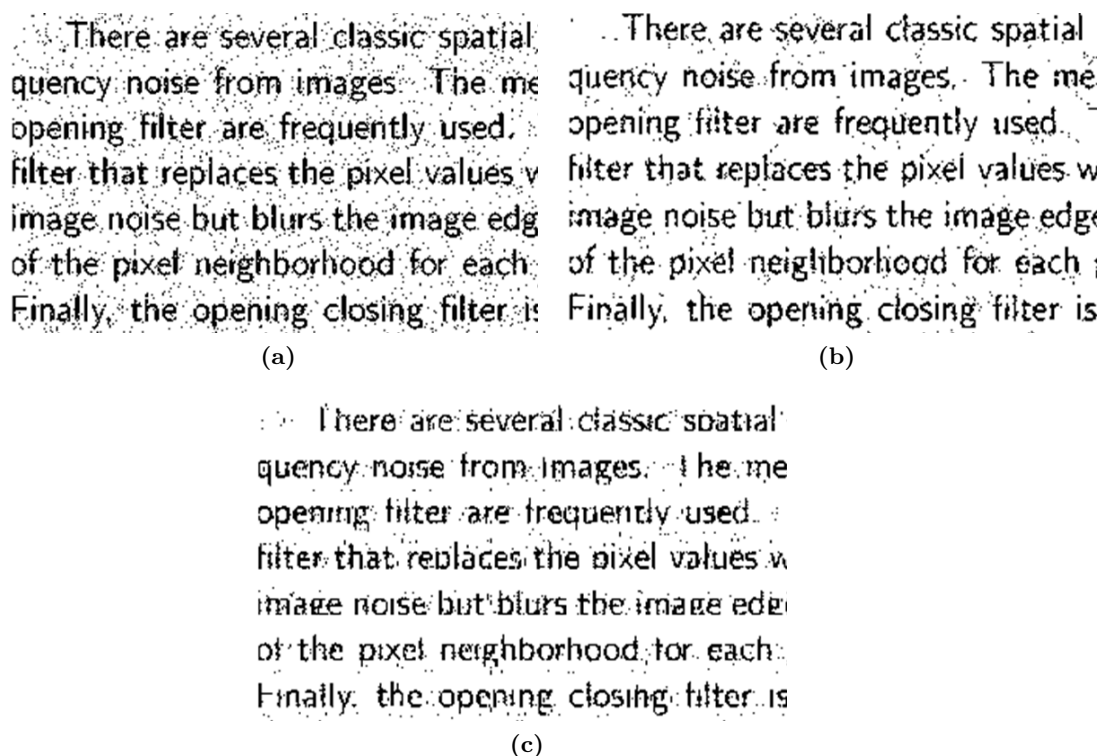 There are several classic spatial
quency noise from images. The me
opening filter are frequently used.
filter that replaces the pixel values w
image noise but blurs the image edg
of the pixel neighborhood for each
Finally, the opening closing filter is
(a)
There are several classic spatial
quency noise from images. The me
opening filter are frequently used.
filter that replaces the pixel values w
image noise but blurs the image edge
of the pixel neighborhood for each
Finally, the opening closing filter is
(b)
There are several classic spatial
quency noise from images. The me
opening filter are frequently used.
filter that replaces the pixel values w
image noise but blurs the image edg
of the pixel neighborhood for each
Finally, the opening closing filter is
(c)